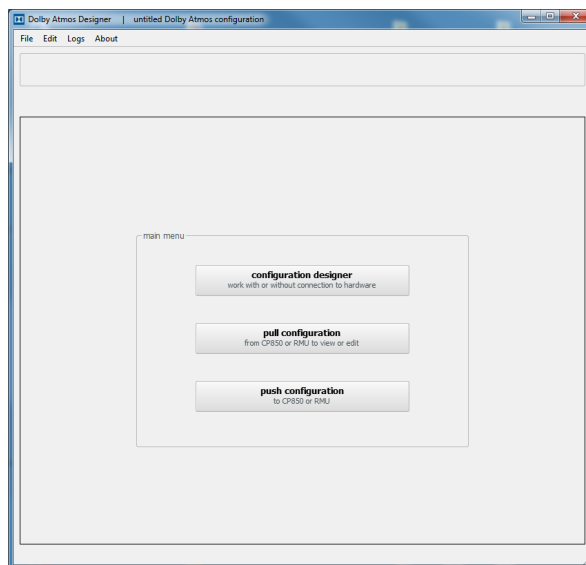 Dolby Atmos Designer | untitled Dolby Atmos configuration
File Edit Logs About
main menu
configuration designer
work with or without connection to hardware
pull configuration
from CP850 or RMU to view or edit
push configuration
to CP850 or RMU